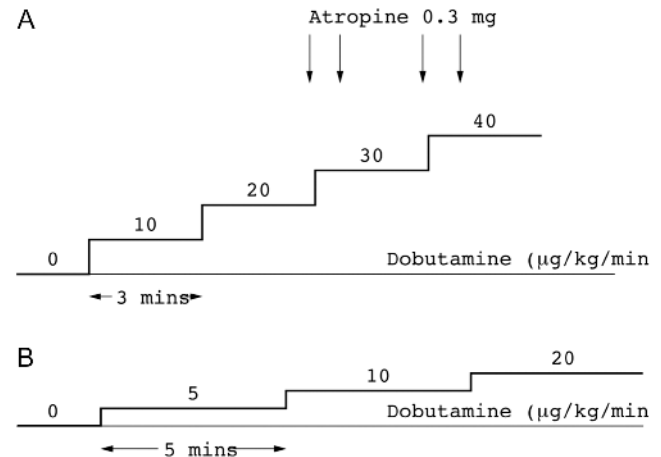 A
Atropine 0.3 mg
40
30
20
10
0
Dobutamine (μg/kg/min
3 mins
B
20
10
5
0
Dobutamine (μg/kg/min
5 mins